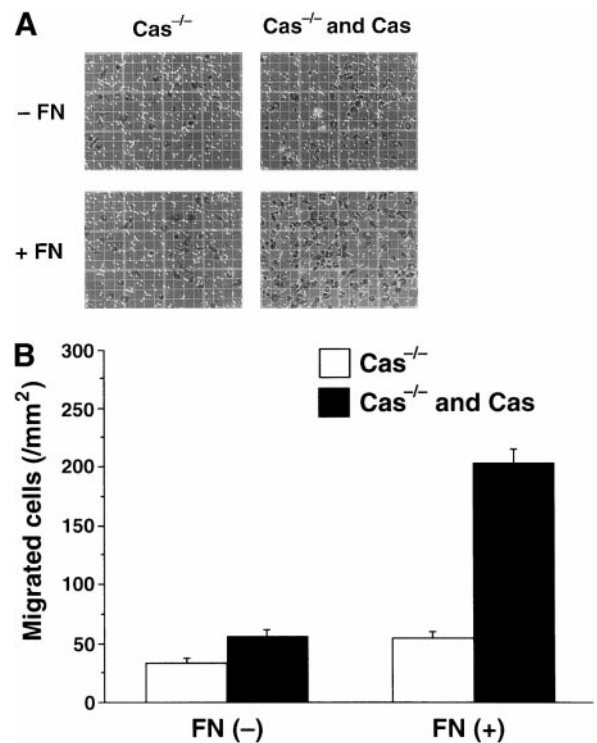 A
Cas⁻/⁻
Cas⁻/⁻ and Cas
– FN
+ FN
B
300
250
200
150
100
50
0
Migrated cells (/mm²)
Cas⁻/⁻
Cas⁻/⁻ and Cas
FN (–)
FN (+)